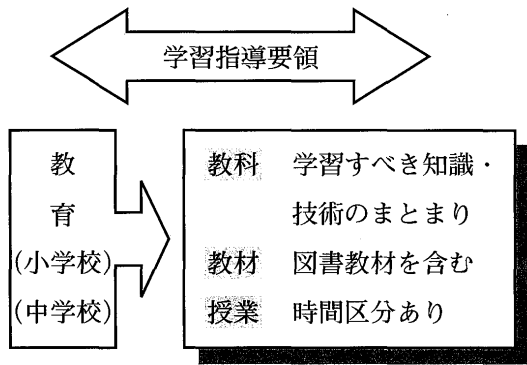 学習指導要領
教
育
(小学校)
(中学校)
教科 学習すべき知識・
技術のまとまり
教材 図書教材を含む
授業 時間区分あり